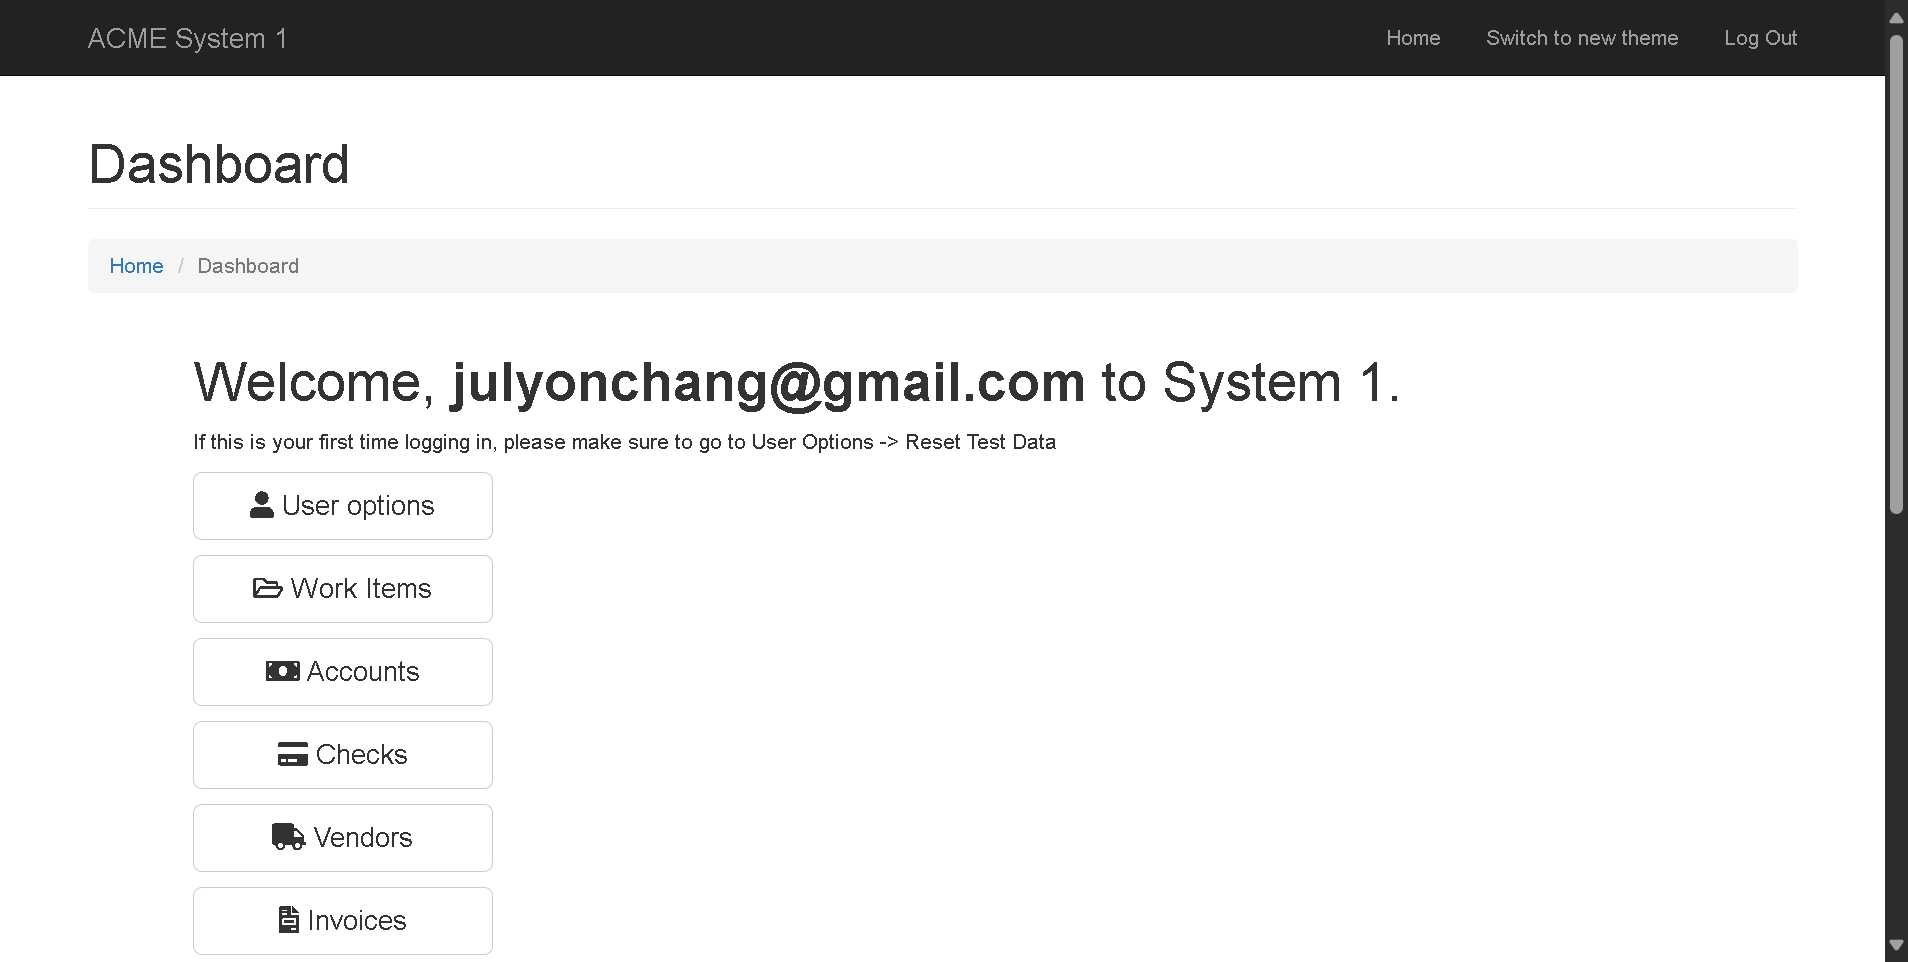 ACME System 1
Home
Switch to new theme
Log Out
Dashboard
Home / Dashboard
Welcome, julyonchang@gmail.com to System 1.
If this is your first time logging in, please make sure to go to User Options -> Reset Test Data
User options
Work Items
Accounts
Checks
Vendors
Invoices